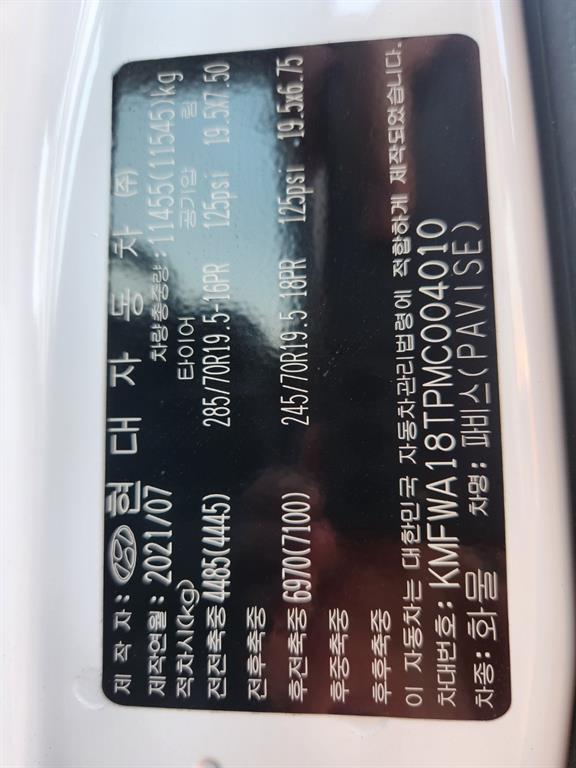 제 작 자: 현 대 자 동 차 (주)
제작연월: 2021/07 차량총중량: 11455(11545)kg
적차시(kg) 타이어 공기압 림
전전축중 4485(4445) 285/70R19.5-16PR 125psi 19.5x7.50
전후축중
후전축중 6970(7100) 245/70R19.5-18PR 125psi 19.5x6.75
후중축중
후후축중
이 자동차는 대한민국 자동차관리법령에 적합하게 제작되었습니다.
차대번호: KMFWA18TPMC004010
차종: 화물 차명: 파비스(PAVISE)